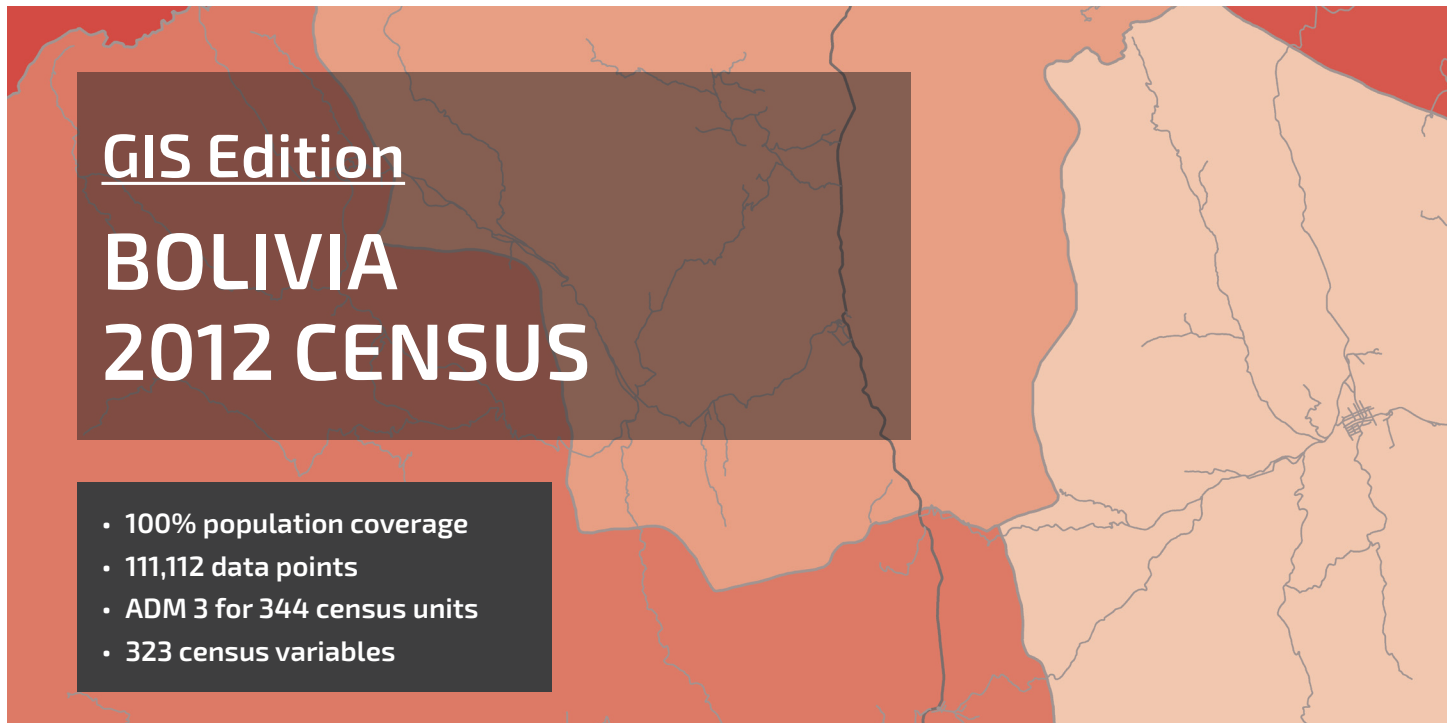 GIS Edition
BOLIVIA
2012 CENSUS
• 100% population coverage
• 111,112 data points
• ADM 3 for 344 census units
• 323 census variables